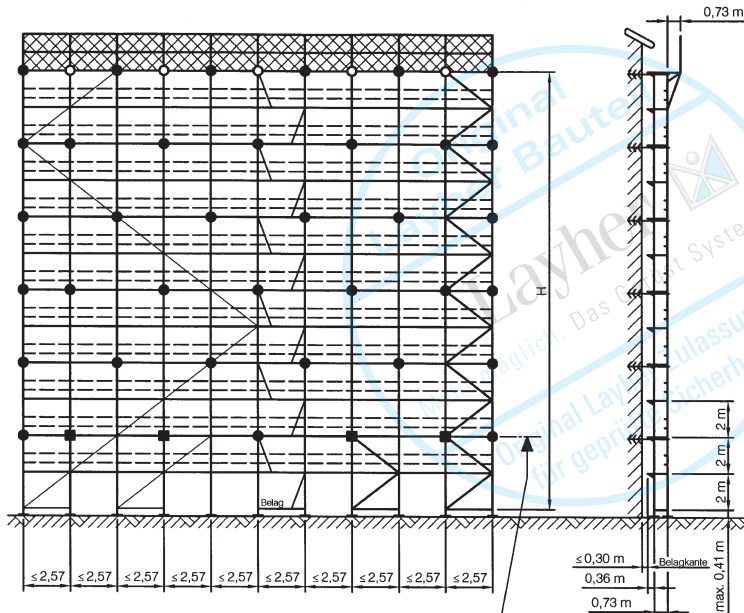 0,73 m
Original
Layher Bauteile
Layher
Mehr möglich. Das Gerüst System
Original Layher Zulassung
für geprüfte Sicherheit
H
2 m
2 m
2 m
Belag
≤ 0,30 m
Belagkante
0,36 m
0,73 m
max. 0,41 m
≤ 2,57
≤ 2,57
≤ 2,57
≤ 2,57
≤ 2,57
≤ 2,57
≤ 2,57
≤ 2,57
≤ 2,57
≤ 2,57